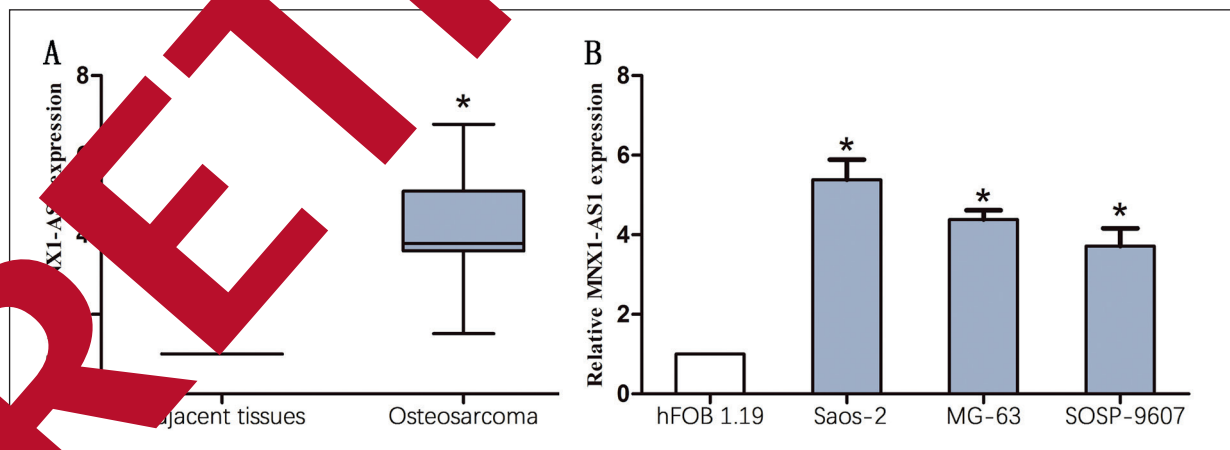 A
8
*
Adjacent tissues
Osteosarcoma
B
Relative MNX1-AS1 expression
8
6
4
2
0
*
*
*
hFOB 1.19
Saos-2
MG-63
SOSP-9607
RET